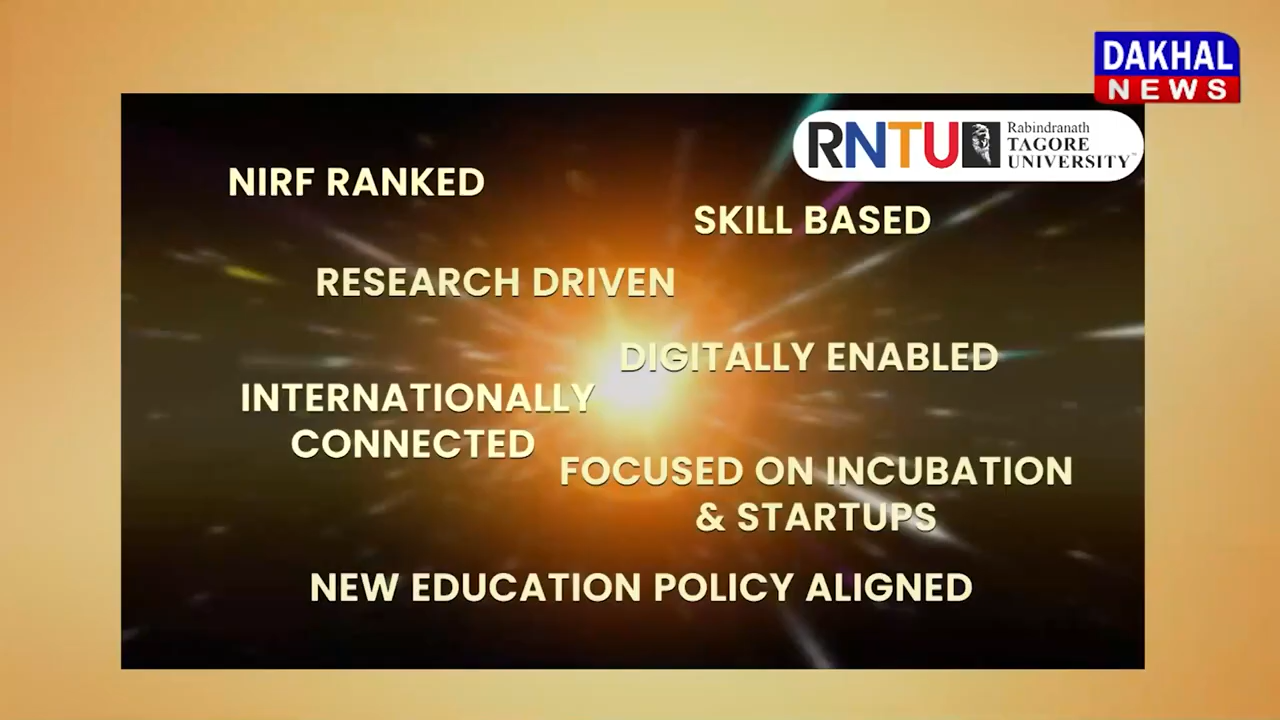 DAKHAL
NEWS
RNTU
Rabindranath
TAGORE
UNIVERSITY™
NIRF RANKED
SKILL BASED
RESEARCH DRIVEN
DIGITALLY ENABLED
INTERNATIONALLY
CONNECTED
FOCUSED ON INCUBATION
& STARTUPS
NEW EDUCATION POLICY ALIGNED